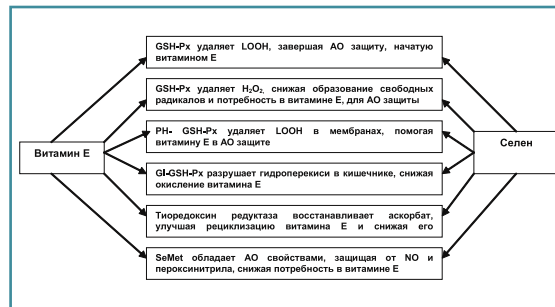 GSH-Px удаляет LOOH, завершая АО защиту, начатую
витамином Е
GSH-Px удаляет H₂O₂, снижая образование свободных
радикалов и потребность в витамине Е, для АО защиты
PH- GSH-Px удаляет LOOH в мембранах, помогая
витамину Е в АО защите
GI-GSH-Px разрушает гидроперекиси в кишечнике, снижая
окисление витамина Е
Тиоредоксин редуктаза восстанавливает аскорбат,
улучшая рециклизацию витамина Е и снижая его
SeMet обладает АО свойствами, защищая от NO и
пероксинитрила, снижая потребность в витамине Е
Витамин Е
Селен